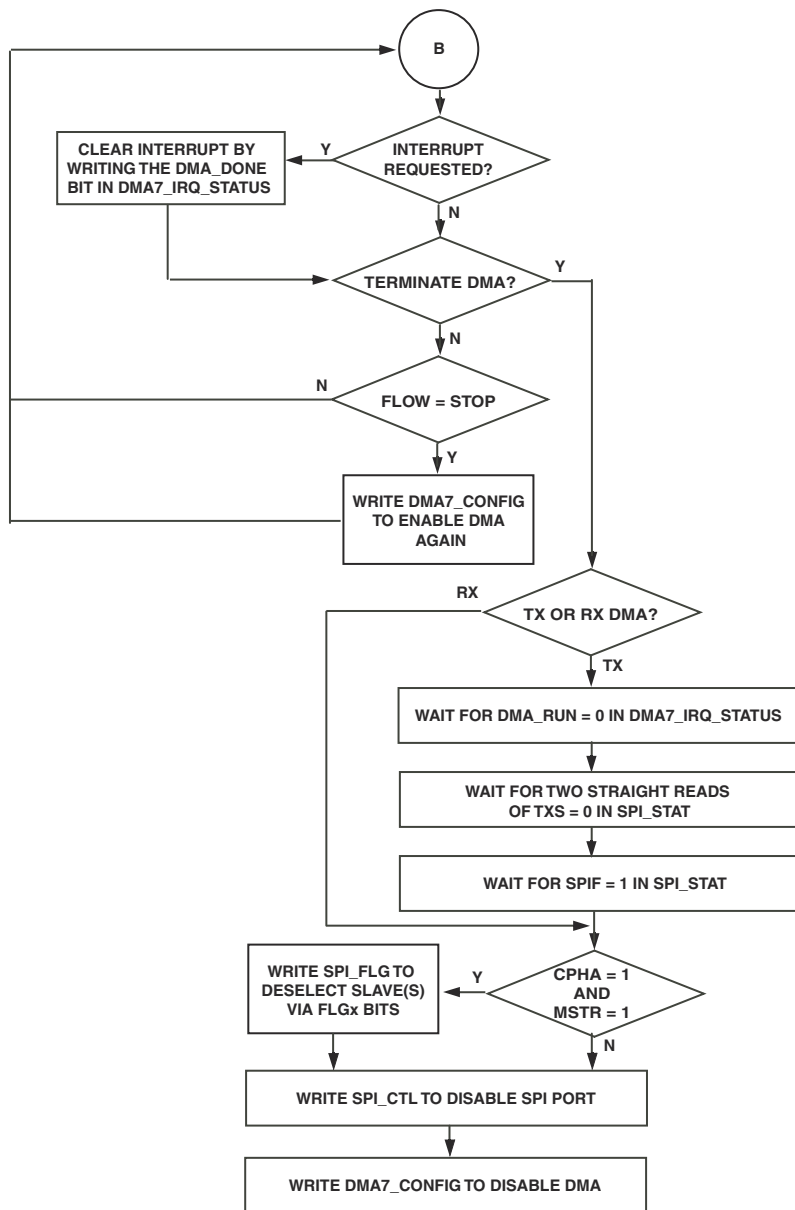 B
INTERRUPT
REQUESTED?
Y
CLEAR INTERRUPT BY
WRITING THE DMA_DONE
BIT IN DMA7_IRQ_STATUS
N
TERMINATE DMA?
Y
N
FLOW = STOP
N
Y
WRITE DMA7_CONFIG
TO ENABLE DMA
AGAIN
TX OR RX DMA?
RX
TX
WAIT FOR DMA_RUN = 0 IN DMA7_IRQ_STATUS
WAIT FOR TWO STRAIGHT READS
OF TXS = 0 IN SPI_STAT
WAIT FOR SPIF = 1 IN SPI_STAT
CPHA = 1
AND
MSTR = 1
Y
WRITE SPI_FLG TO
DESELECT SLAVE(S)
VIA FLGx BITS
N
WRITE SPI_CTL TO DISABLE SPI PORT
WRITE DMA7_CONFIG TO DISABLE DMA